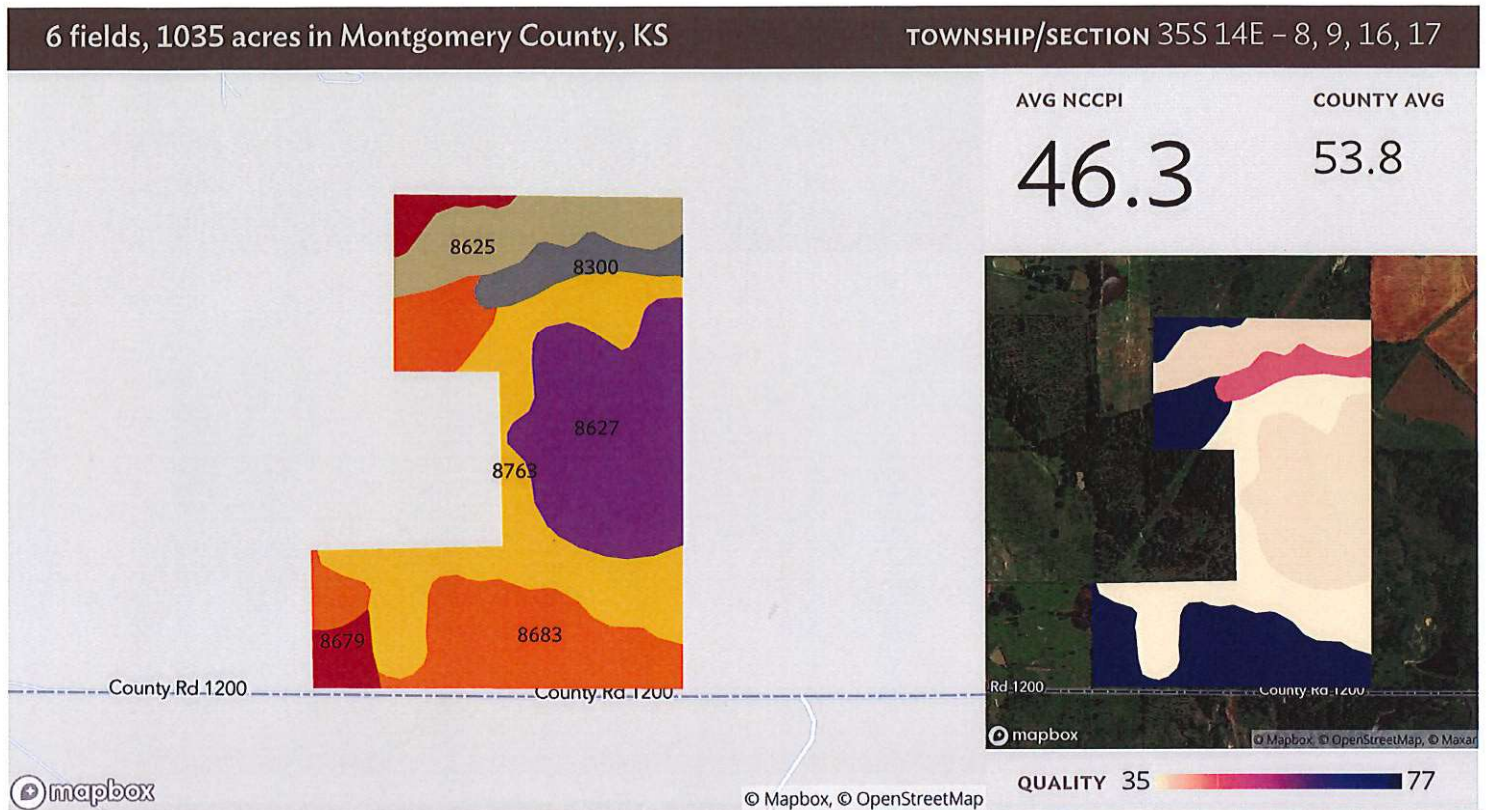 6 fields, 1035 acres in Montgomery County, KS
TOWNSHIP/SECTION 35S 14E – 8, 9, 16, 17
AVG NCCPI
COUNTY AVG
46.3
53.8
8625
8300
8627
8763
8679
8683
County Rd 1200
County Rd 1200
mapbox
© Mapbox, © OpenStreetMap
Rd 1200
County Rd 1200
mapbox
© Mapbox, © OpenStreetMap, © Maxar
QUALITY 35
77